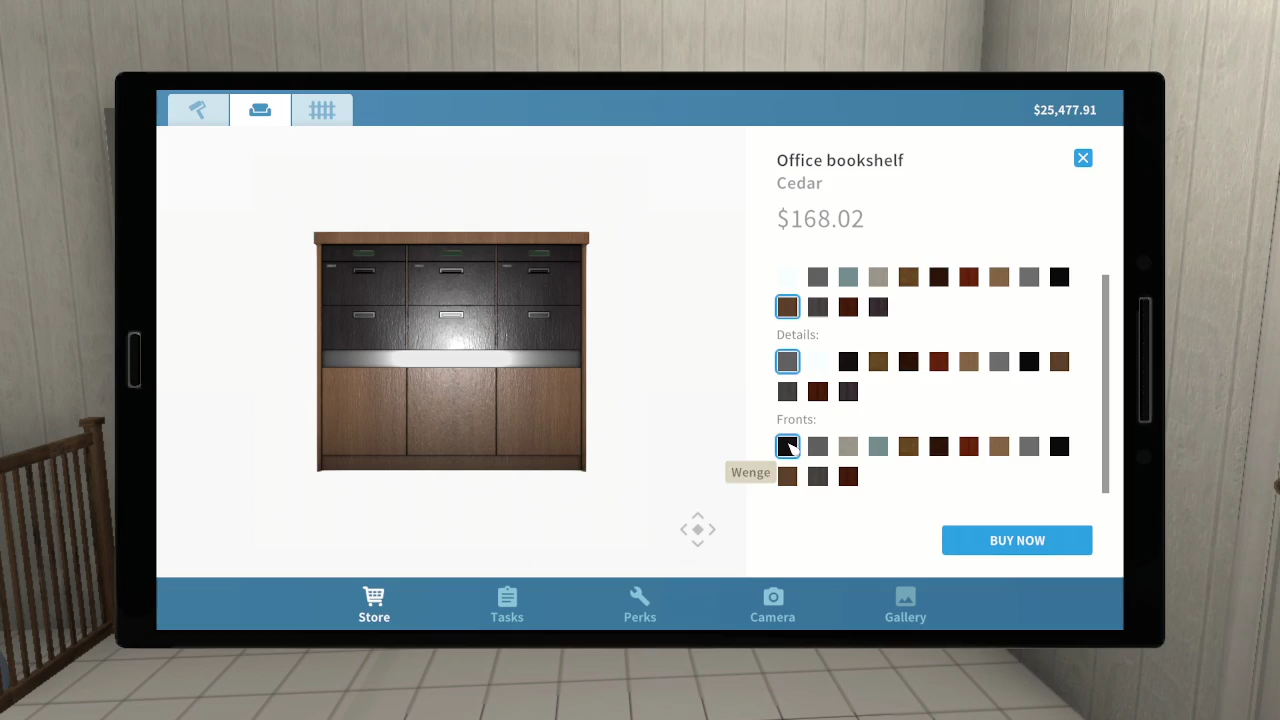 $25,477.91
Office bookshelf
Cedar
$168.02
Details:
Fronts:
Wenge
BUY NOW
Store
Tasks
Perks
Camera
Gallery